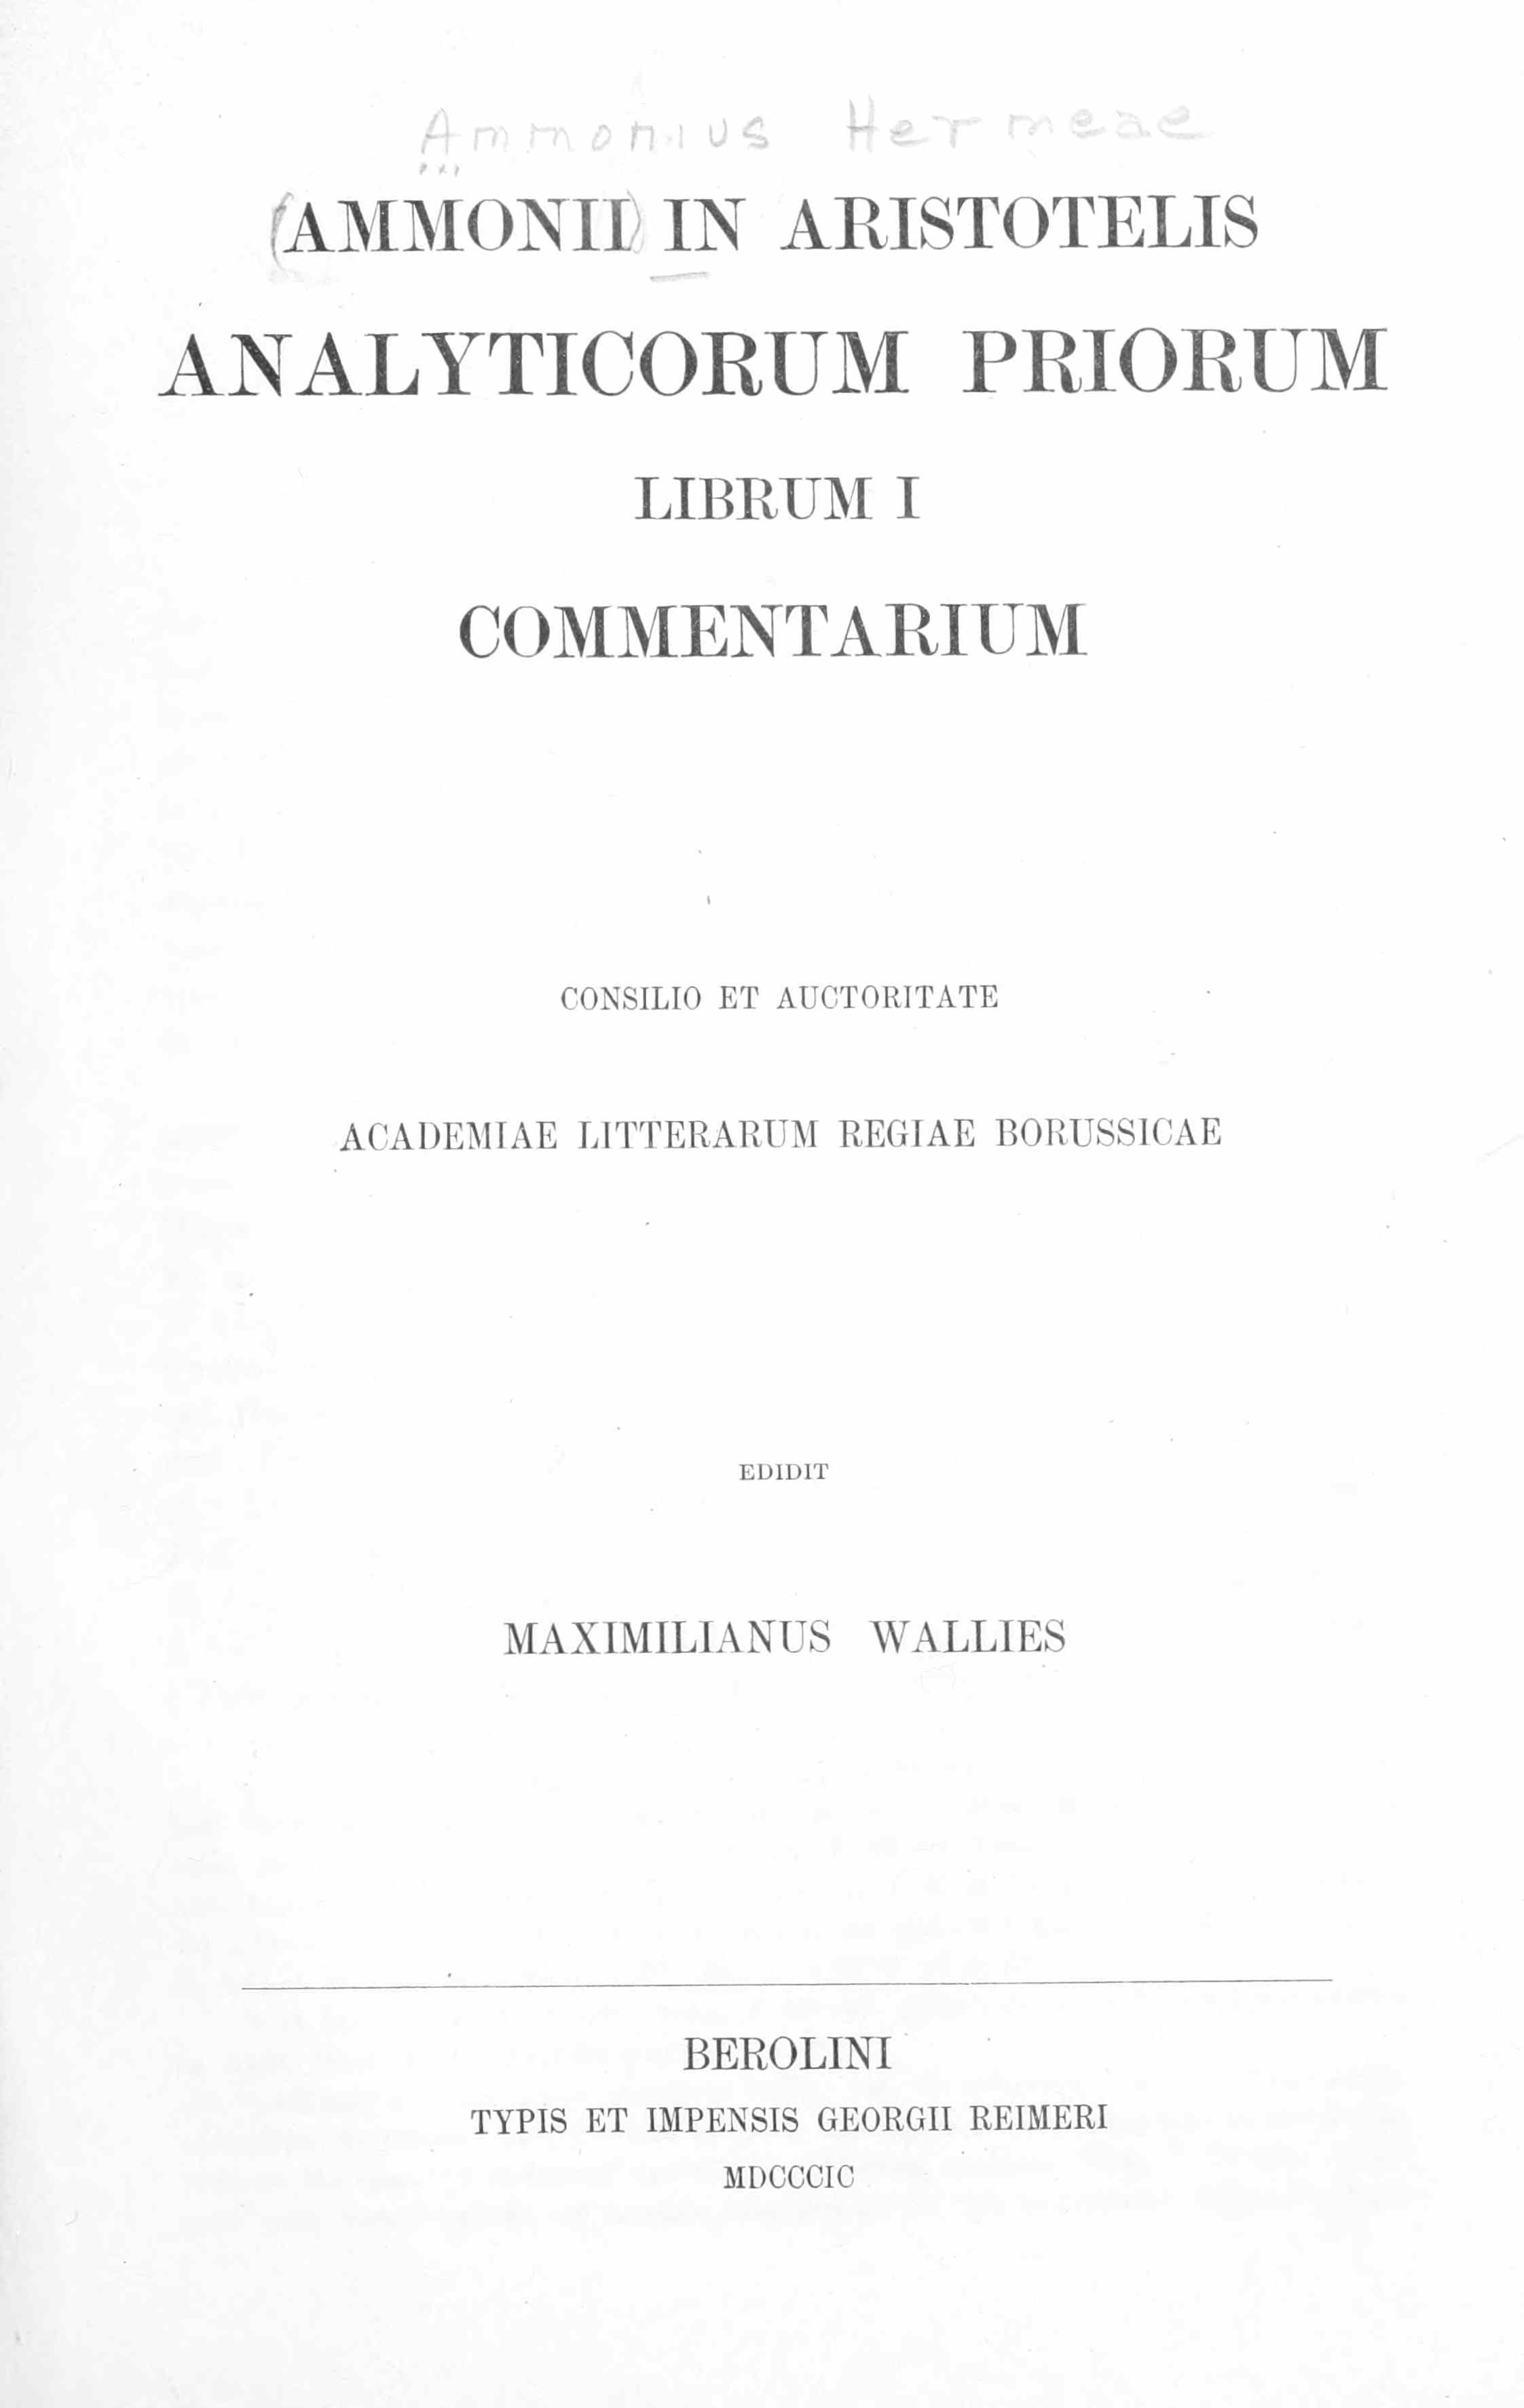 Ammonius Hermeae
(AMMONII) IN ARISTOTELIS
ANALYTICORUM PRIORUM
LIBRUM I
COMMENTARIUM
CONSILIO ET AUCTORITATE
ACADEMIAE LITTERARUM REGIAE BORUSSICAE
EDIDIT
MAXIMILIANUS WALLIES
BEROLINI
TYPIS ET IMPENSIS GEORGII REIMERI
MDCCCIC